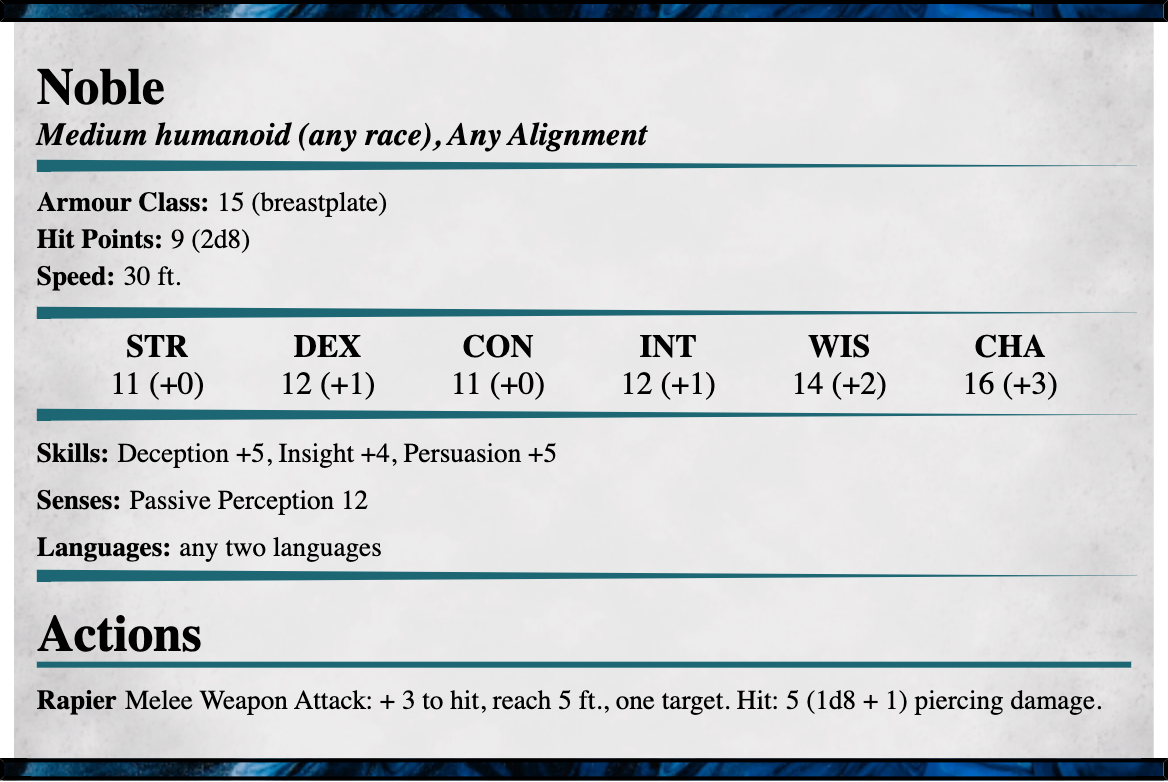 Noble
Medium humanoid (any race), Any Alignment
Armour Class: 15 (breastplate)
Hit Points: 9 (2d8)
Speed: 30 ft.
STR DEX CON INT WIS CHA
11 (+0) 12 (+1) 11 (+0) 12 (+1) 14 (+2) 16 (+3)
Skills: Deception +5, Insight +4, Persuasion +5
Senses: Passive Perception 12
Languages: any two languages
Actions
Rapier Melee Weapon Attack: + 3 to hit, reach 5 ft., one target. Hit: 5 (1d8 + 1) piercing damage.